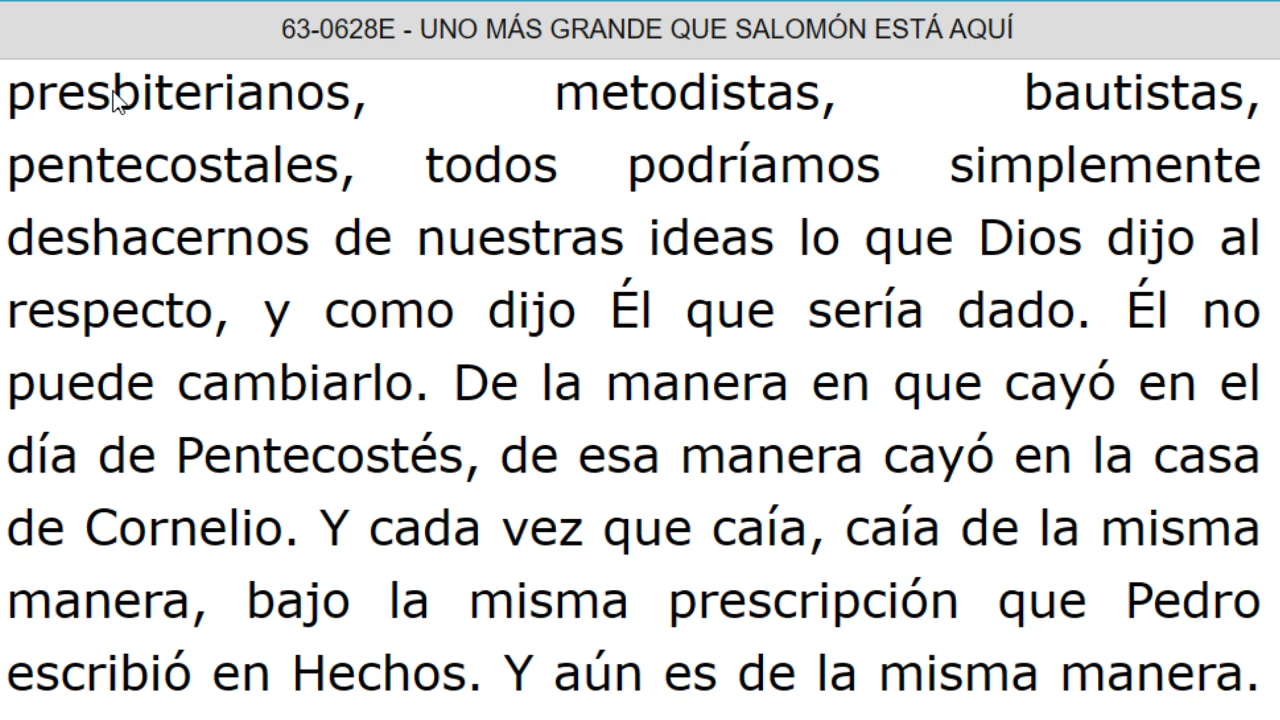 63-0628E - UNO MÁS GRANDE QUE SALOMÓN ESTÁ AQUÍ
presbiterianos, metodistas, bautistas,
pentecostales, todos podríamos simplemente
deshacernos de nuestras ideas lo que Dios dijo al
respecto, y como dijo Él que sería dado. Él no
puede cambiarlo. De la manera en que cayó en el
día de Pentecostés, de esa manera cayó en la casa
de Cornelio. Y cada vez que caía, caía de la misma
manera, bajo la misma prescripción que Pedro
escribió en Hechos. Y aún es de la misma manera.